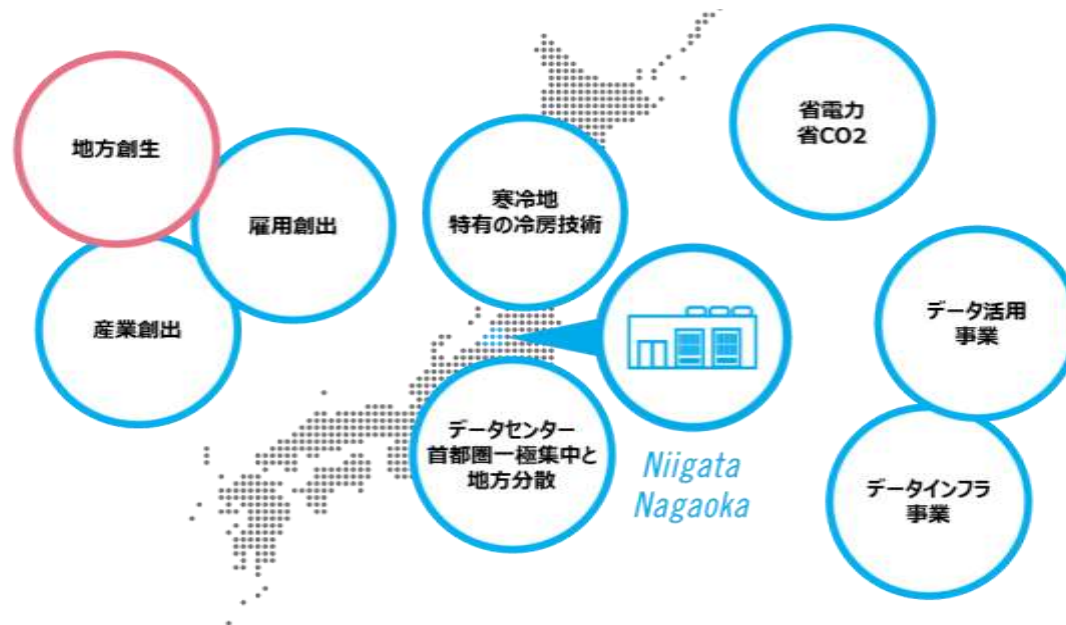 地方創生
雇用創出
産業創出
寒冷地
特有の冷房技術
データセンター
首都圏一極集中と
地方分散
Niigata
Nagaoka
省電力
省CO2
データ活用
事業
データインフラ
事業